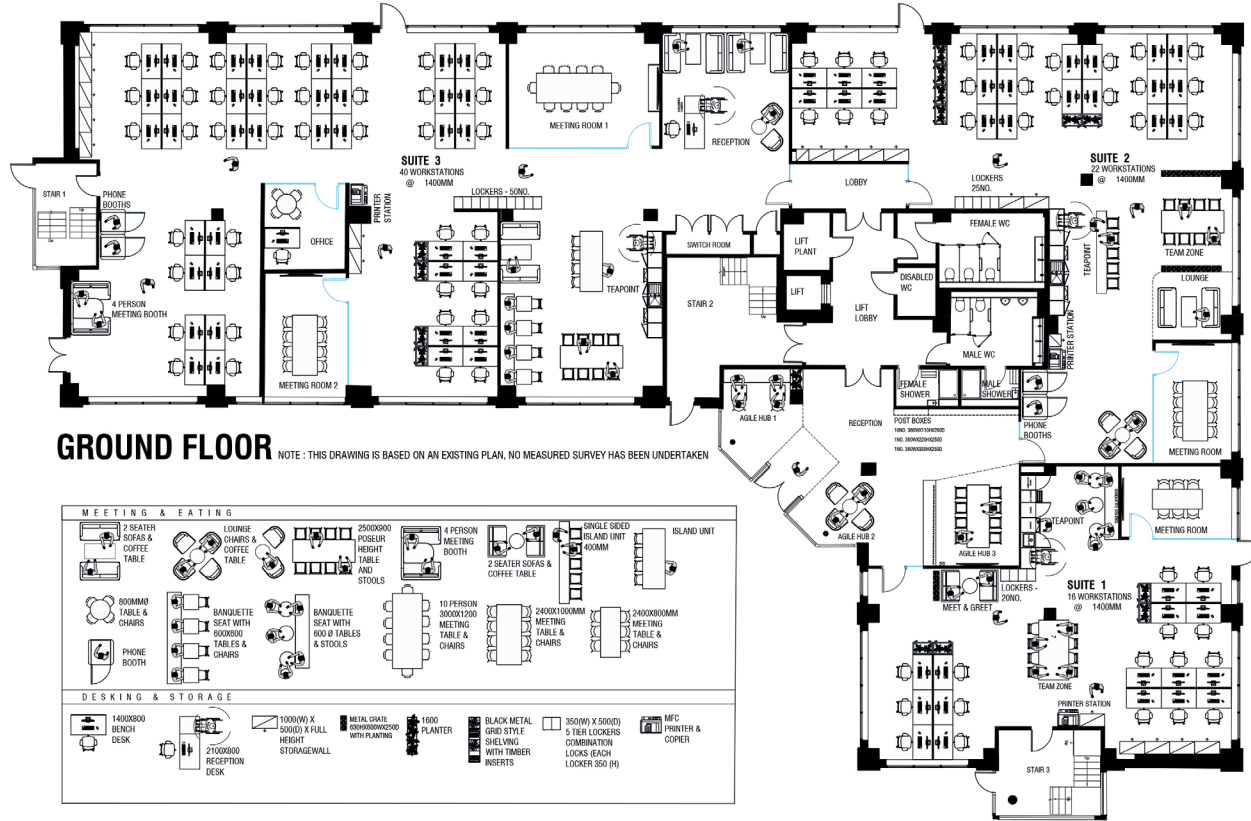 STAIR 1
PHONE
BOOTHS
4 PERSON
MEETING BOOTH
OFFICE
MEETING ROOM 2
PRINTER
STATION
SUITE 3
40 WORKSTATIONS
@ 1400MM
LOCKERS - 50NO.
MEETING ROOM 1
RECEPTION
TEAPOINT
SWITCH ROOM
STAIR 2
LOBBY
LIFT
PLANT
LIFT
LIFT
LOBBY
DISABLED
WC
FEMALE WC
MALE WC
FEMALE
SHOWER
MALE
SHOWER
LOCKERS
25NO.
SUITE 2
22 WORKSTATIONS
@ 1400MM
TEAPOINT
TEAM ZONE
LOUNGE
PRINTER STATION
PHONE
BOOTHS
MEETING ROOM
AGILE HUB 1
RECEPTION
POST BOXES
AGILE HUB 2
AGILE HUB 3
TEAPOINT
MEETING ROOM
MEET & GREET
LOCKERS -
20NO.
SUITE 1
16 WORKSTATIONS
@ 1400MM
TEAM ZONE
PRINTER STATION
STAIR 3
GROUND FLOOR
NOTE : THIS DRAWING IS BASED ON AN EXISTING PLAN, NO MEASURED SURVEY HAS BEEN UNDERTAKEN
MEETING & EATING
2 SEATER
SOFAS &
COFFEE
TABLE
LOUNGE
CHAIRS &
COFFEE
TABLE
2500X900
POSEUR
HEIGHT
TABLE
AND
STOOLS
4 PERSON
MEETING
BOOTH
2 SEATER SOFAS &
COFFEE TABLE
SINGLE SIDED
ISLAND UNIT
400MM
ISLAND UNIT
800MMØ
TABLE &
CHAIRS
PHONE
BOOTH
BANQUETTE
SEAT WITH
600X600
TABLES &
CHAIRS
BANQUETTE
SEAT WITH
600 Ø TABLES
& STOOLS
10 PERSON
3000X1200
MEETING
TABLE &
CHAIRS
2400X1000MM
MEETING
TABLE &
CHAIRS
2400X800MM
MEETING
TABLE &
CHAIRS
DESKING & STORAGE
1400X800
BENCH
DESK
2100X800
RECEPTION
DESK
1000(W) X
500(D) X FULL
HEIGHT
STORAGEWALL
METAL CRATE
630HX600WX250D
WITH PLANTING
1600
PLANTER
BLACK METAL
GRID STYLE
SHELVING
WITH TIMBER
INSERTS
350(W) X 500(D)
5 TIER LOCKERS
COMBINATION
LOCKS (EACH
LOCKER 350 (H)
MFC
PRINTER &
COPIER